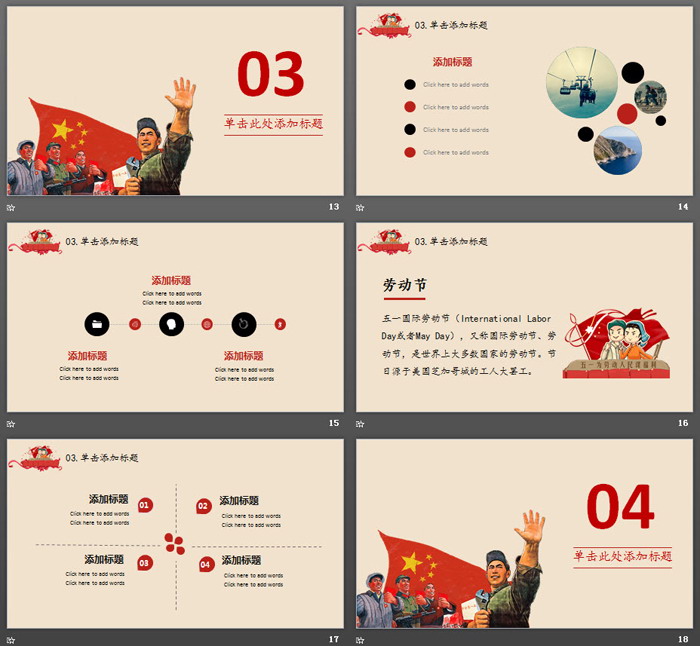 03
单击此处添加标题
13
03.单击添加标题
添加标题
Click here to add words
Click here to add words
Click here to add words
Click here to add words
14
03.单击添加标题
添加标题
Click here to add words
Click here to add words
添加标题
Click here to add words
Click here to add words
添加标题
Click here to add words
Click here to add words
15
03.单击添加标题
劳动节
五一国际劳动节（International Labor
Day或者May Day），又称国际劳动节、劳
动节，是世界上大多数国家的劳动节。节
日源于美国芝加哥城的工人大罢工。
16
03.单击添加标题
添加标题
Click here to add words
Click here to add words
01
02
添加标题
Click here to add words
Click here to add words
添加标题
Click here to add words
Click here to add words
03
04
添加标题
Click here to add words
Click here to add words
17
04
单击此处添加标题
18